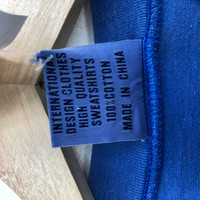 INTERNATIONAL
DESIGN CLOTHES
HIGH QUALITY
SWEATSHIRTS
100%COTTON
MADE IN CHINA